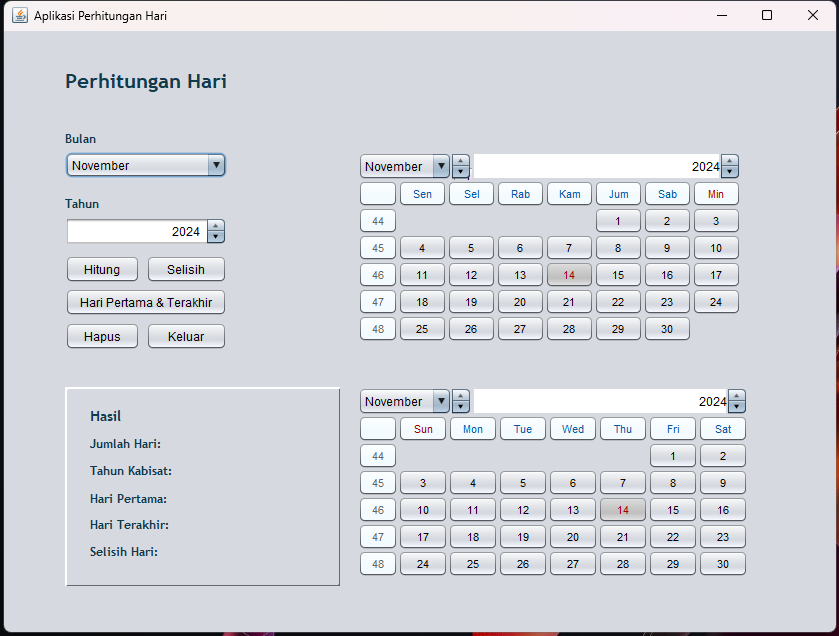 Aplikasi Perhitungan Hari
Perhitungan Hari
Bulan
November
Tahun
2024
Hitung Selisih
Hari Pertama & Terakhir
Hapus Keluar
November 2024
Sen Sel Rab Kam Jum Sab Min
44 1 2 3
45 4 5 6 7 8 9 10
46 11 12 13 14 15 16 17
47 18 19 20 21 22 23 24
48 25 26 27 28 29 30
Hasil
Jumlah Hari:
Tahun Kabisat:
Hari Pertama:
Hari Terakhir:
Selisih Hari:
November 2024
Sun Mon Tue Wed Thu Fri Sat
44 1 2
45 3 4 5 6 7 8 9
46 10 11 12 13 14 15 16
47 17 18 19 20 21 22 23
48 24 25 26 27 28 29 30